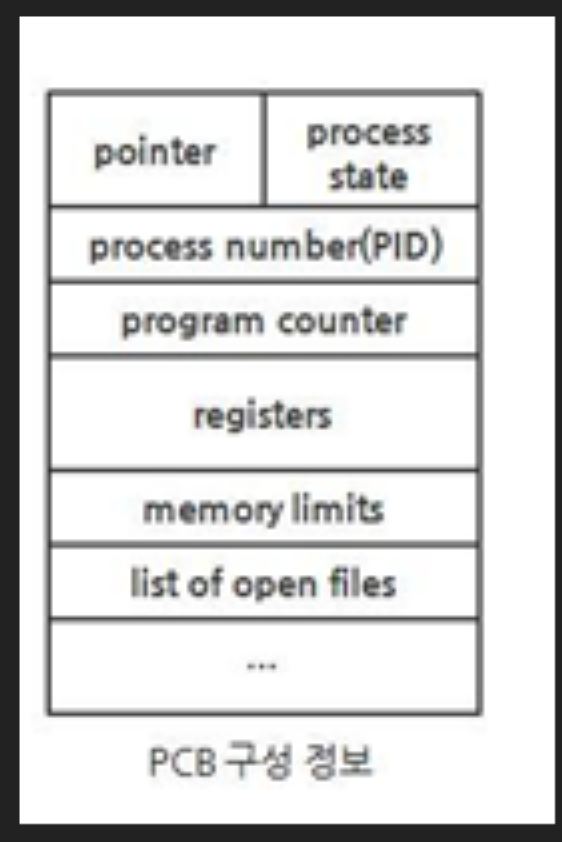 pointer
process
state
process number(PID)
program counter
registers
memory limits
list of open files
...
PCB 구성 정보